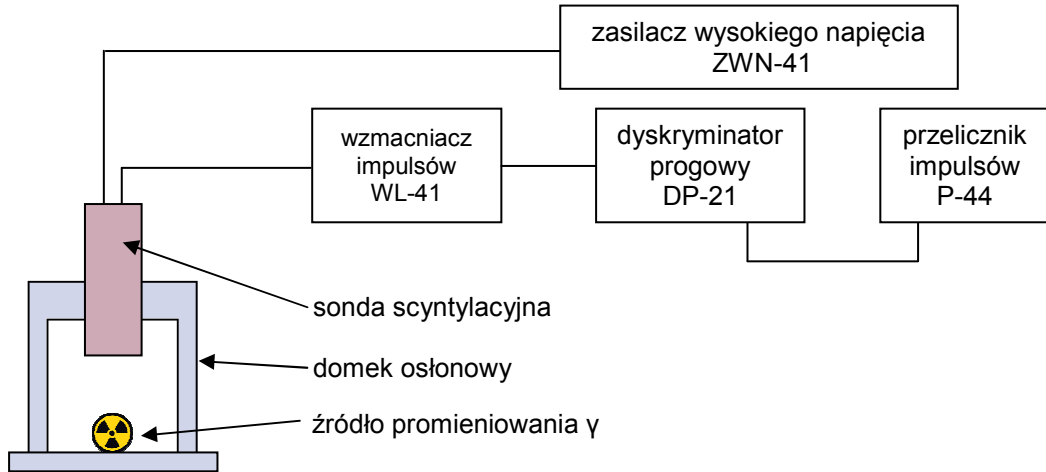 zasilacz wysokiego napięcia
ZWN-41
wzmacniacz
impulsów
WL-41
dyskryminator
progowy
DP-21
przelicznik
impulsów
P-44
sonda scyntylacyjna
domek osłonowy
źródło promieniowania γ